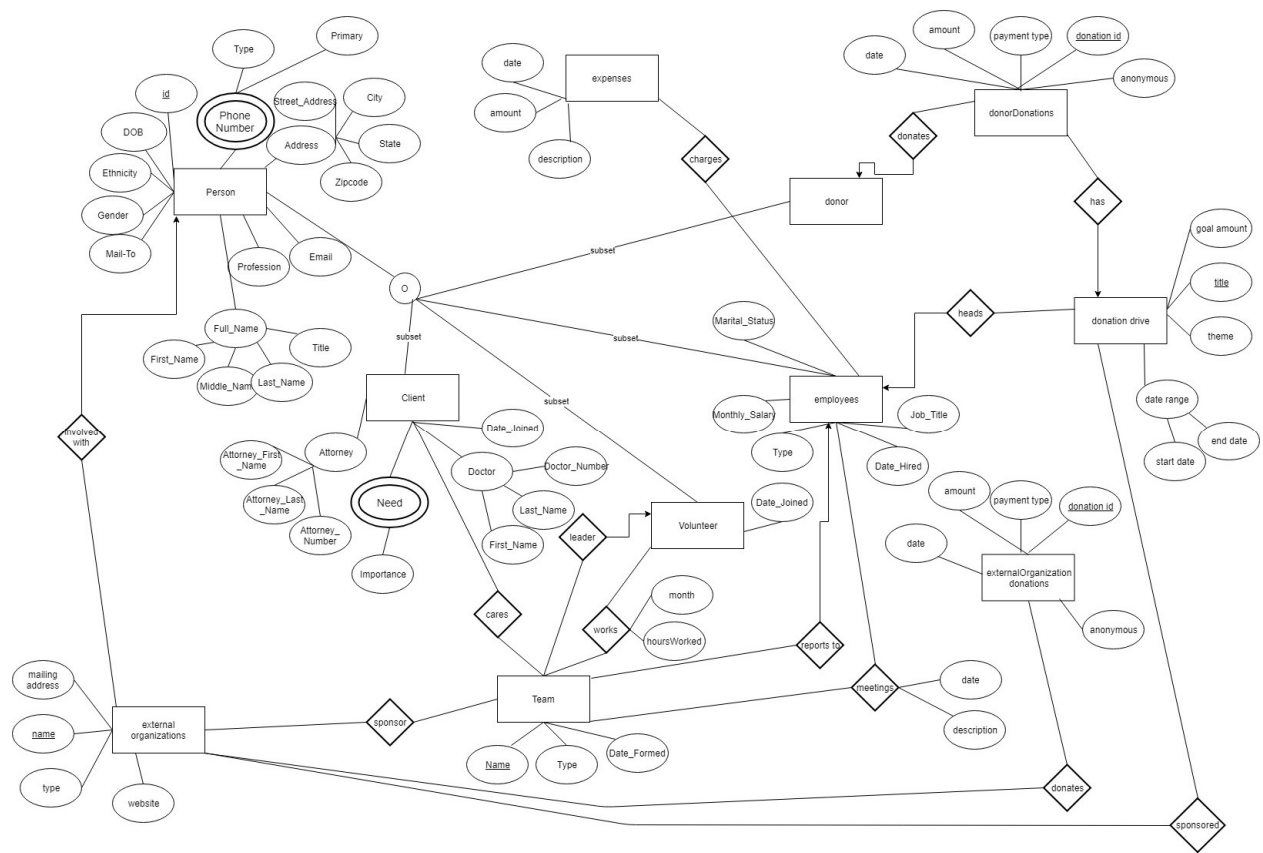 Type
Primary
id
Phone
Number
Street_Address
City
DOB
Address
State
Ethnicity
Zipcode
Person
Gender
Mail-To
Profession
Email
Full_Name
First_Name
Title
Middle_Nam
Last_Name
O
subset
subset
subset
subset
date
expenses
amount
description
charges
amount
payment type
donation id
date
anonymous
donorDonations
donates
donor
has
goal amount
title
theme
donation drive
heads
date range
end date
start date
Marital_Status
employees
Monthly_Salary
Job_Title
Type
Date_Hired
Client
Attorney
Attorney_First
_Name
Attorney_Last
_Name
Attorney_
Number
Need
Importance
Date_Joined
Doctor
Doctor_Number
Last_Name
First_Name
Volunteer
Date_Joined
leader
works
month
hoursWorked
cares
reports to
meetings
date
description
amount
payment type
donation id
date
externalOrganization
donations
anonymous
involved
with
mailing
address
name
type
website
external
organizations
sponsor
Team
Name
Type
Date_Formed
donates
sponsored